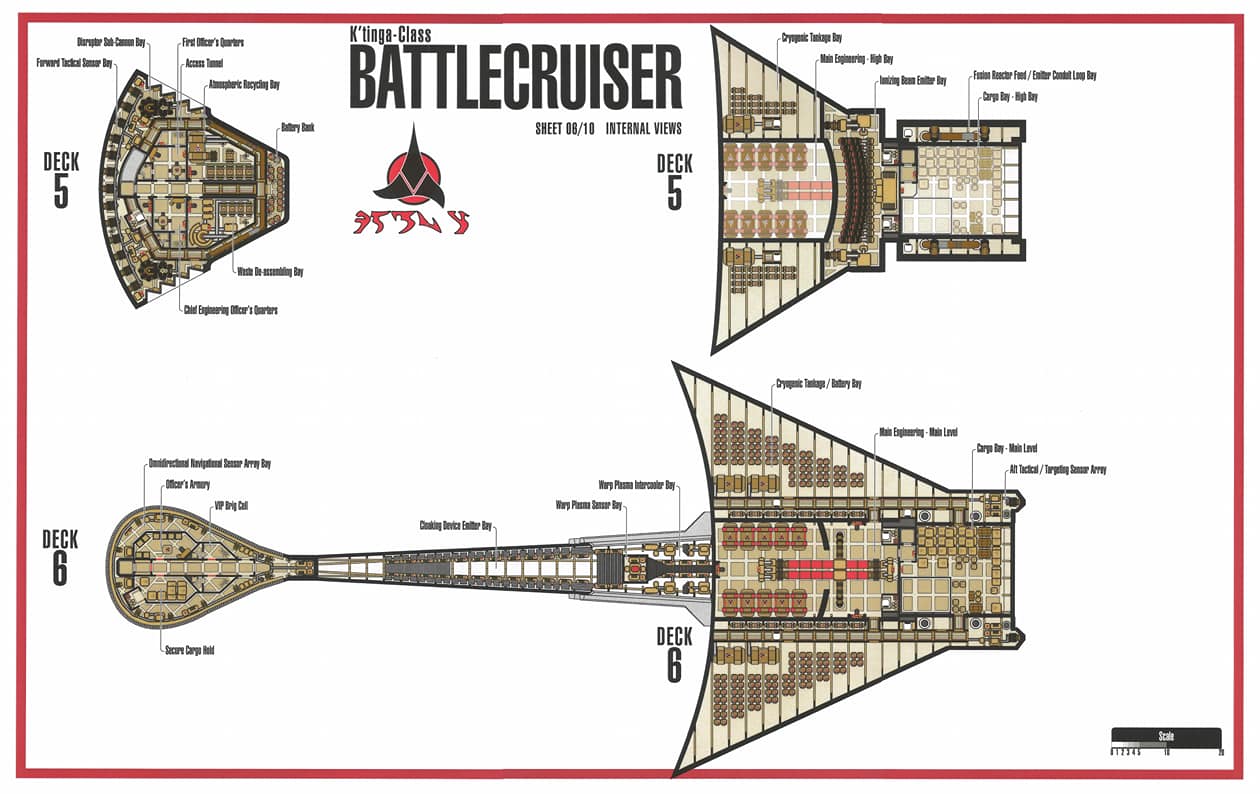 K't'inga-Class
BATTLECRUISER
SHEET 06/10 INTERNAL VIEWS
DECK
5
Disruptor Sub-Cannon Bay
First Officer's Quarters
Forward Tactical Sensor Bay
Access Tunnel
Atmospheric Recycling Bay
Battery Bank
Waste De-assembling Bay
Chief Engineering Officer's Quarters
DECK
5
Cryogenic Tankage Bay
Main Engineering - High Bay
Ionizing Beam Emitter Bay
Fusion Reactor Feed / Emitter Conduit Loop Bay
Cargo Bay - High Bay
DECK
6
Omnidirectional Navigational Sensor Array Bay
Officer's Armory
VIP Brig Cell
Cloaking Device Emitter Bay
Warp Plasma Sensor Bay
Warp Plasma Intercooler Bay
Secure Cargo Hold
DECK
6
Cryogenic Tankage / Battery Bay
Main Engineering - Main Level
Cargo Bay - Main Level
Aft Tactical / Targeting Sensor Array
Scale
0 1 2 3 4 5 10 20